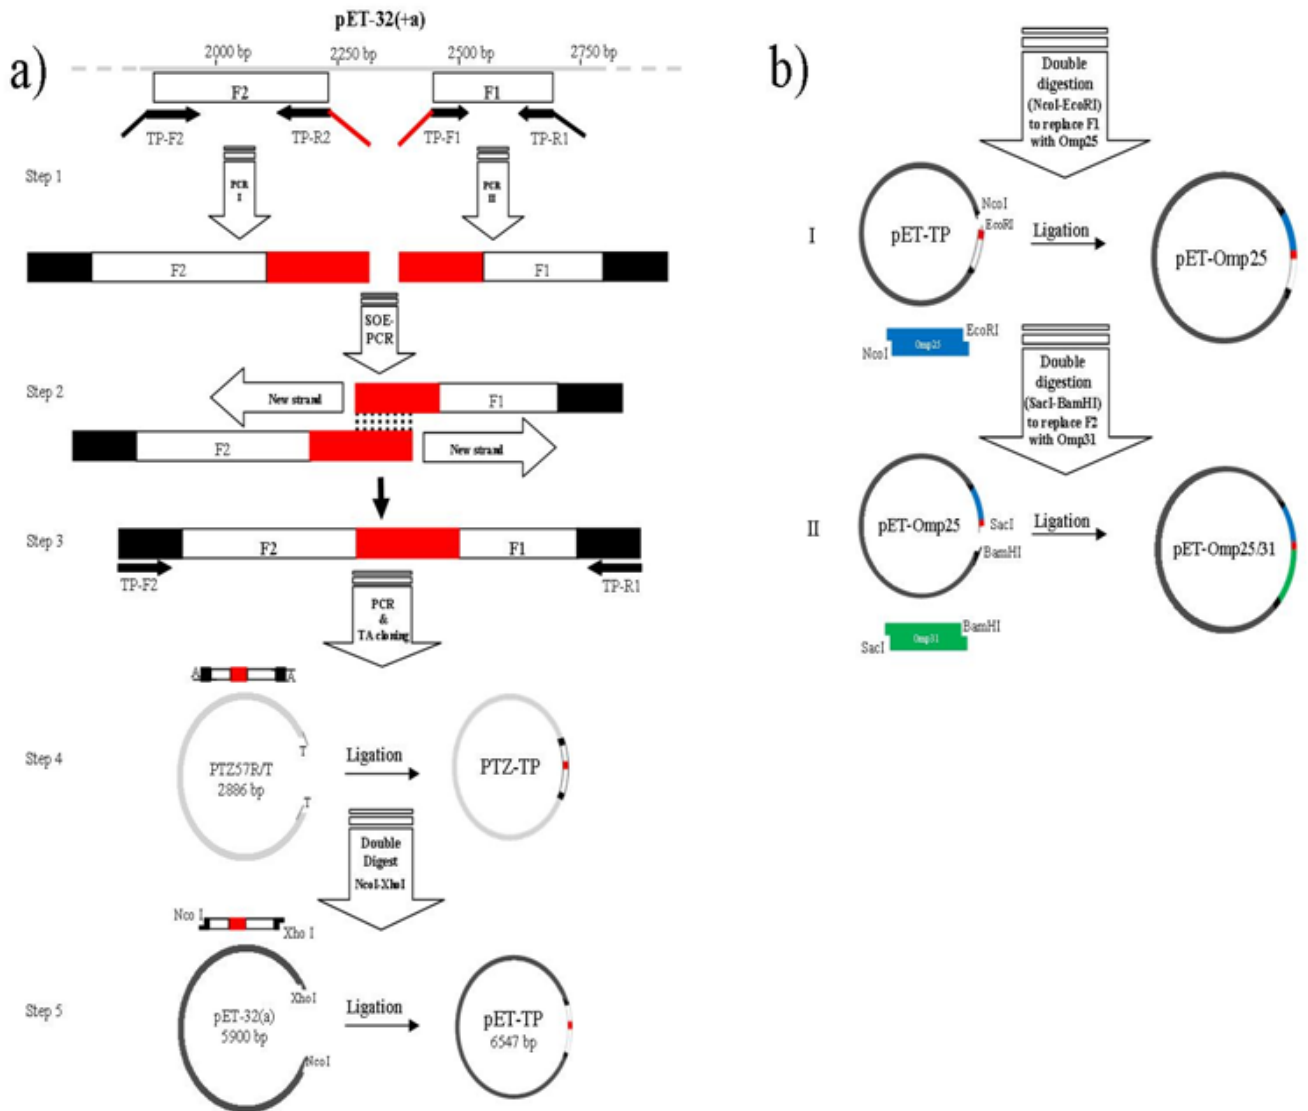 pET-32(+a)
a)
2000 bp
2250 bp
2500 bp
2750 bp
F2
F1
TP-F2
TP-R2
TP-F1
TP-R1
Step 1
PCR
I
PCR
II
F2
F1
SOE-
PCR
Step 2
New strand
F1
F2
New strand
Step 3
F2
F1
TP-F2
TP-R1
PCR
&
TA cloning
A
A
Step 4
PTZ57R/T
2886 bp
T
T
Ligation
PTZ-TP
Double
Digest
NcoI-XhoI
Nco I
Xho I
Step 5
pET-32(a)
5900 bp
XhoI
NcoI
Ligation
pET-TP
6547 bp
b)
Double
digestion
(NcoI-EcoRI)
to replace F1
with Omp25
I
pET-TP
NcoI
EcoRI
Ligation
pET-Omp25
NcoI
Omp25
EcoRI
Double
digestion
(SacI-BamHI)
to replace F2
with Omp31
II
pET-Omp25
SacI
BamHI
Ligation
pET-Omp25/31
SacI
Omp31
BamHI